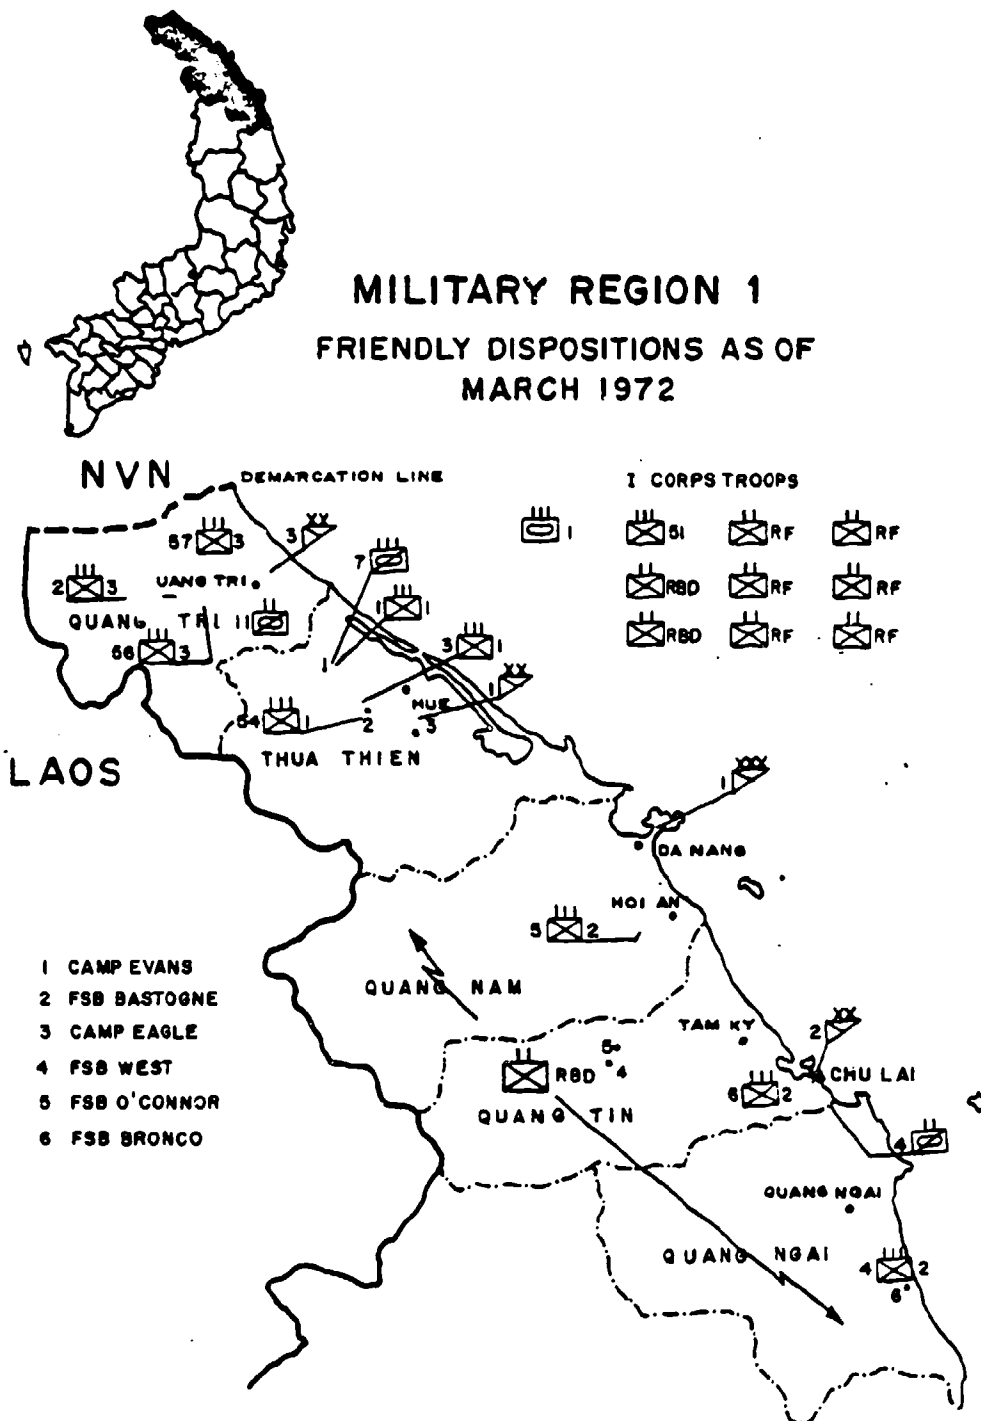 MILITARY REGION 1
FRIENDLY DISPOSITIONS AS OF
MARCH 1972
NVN
DEMARCATION LINE
I CORPS TROOPS
1
51
RF
RF
RBD
RF
RF
RBD
RF
RF
57 3
3
7
2 3
UANG TRI
QUANG TRI 11
1 1
56 3
1
3 1
1
HUE
54 1
2
3
THUA THIEN
LAOS
1
DA NANG
HOI AN
5 2
QUANG NAM
1 CAMP EVANS
2 FSB BASTOGNE
3 CAMP EAGLE
4 FSB WEST
5 FSB O'CONNOR
6 FSB BRONCO
TAM KY
2
5
4
RBD
CHU LAI
6 2
QUANG TIN
4
QUANG NGAI
QUANG NGAI
4 2
6